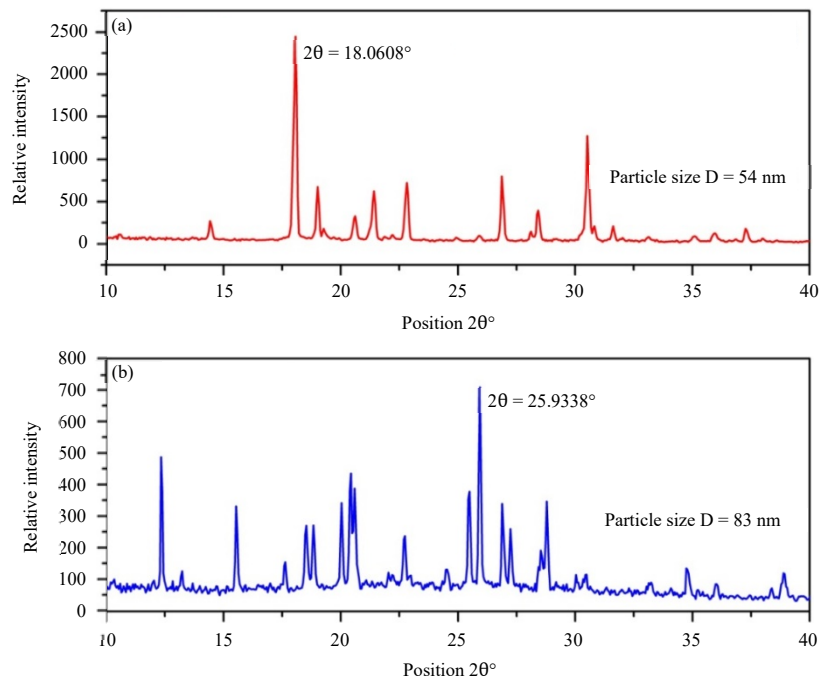 (a)
2θ = 18.0608°
Particle size D = 54 nm
Relative intensity
2500
2000
1500
1000
500
0
10 15 20 25 30 35 40
Position 2θ°
(b)
2θ = 25.9338°
Particle size D = 83 nm
Relative intensity
800
700
600
500
400
300
200
100
0
10 15 20 25 30 35 40
Position 2θ°